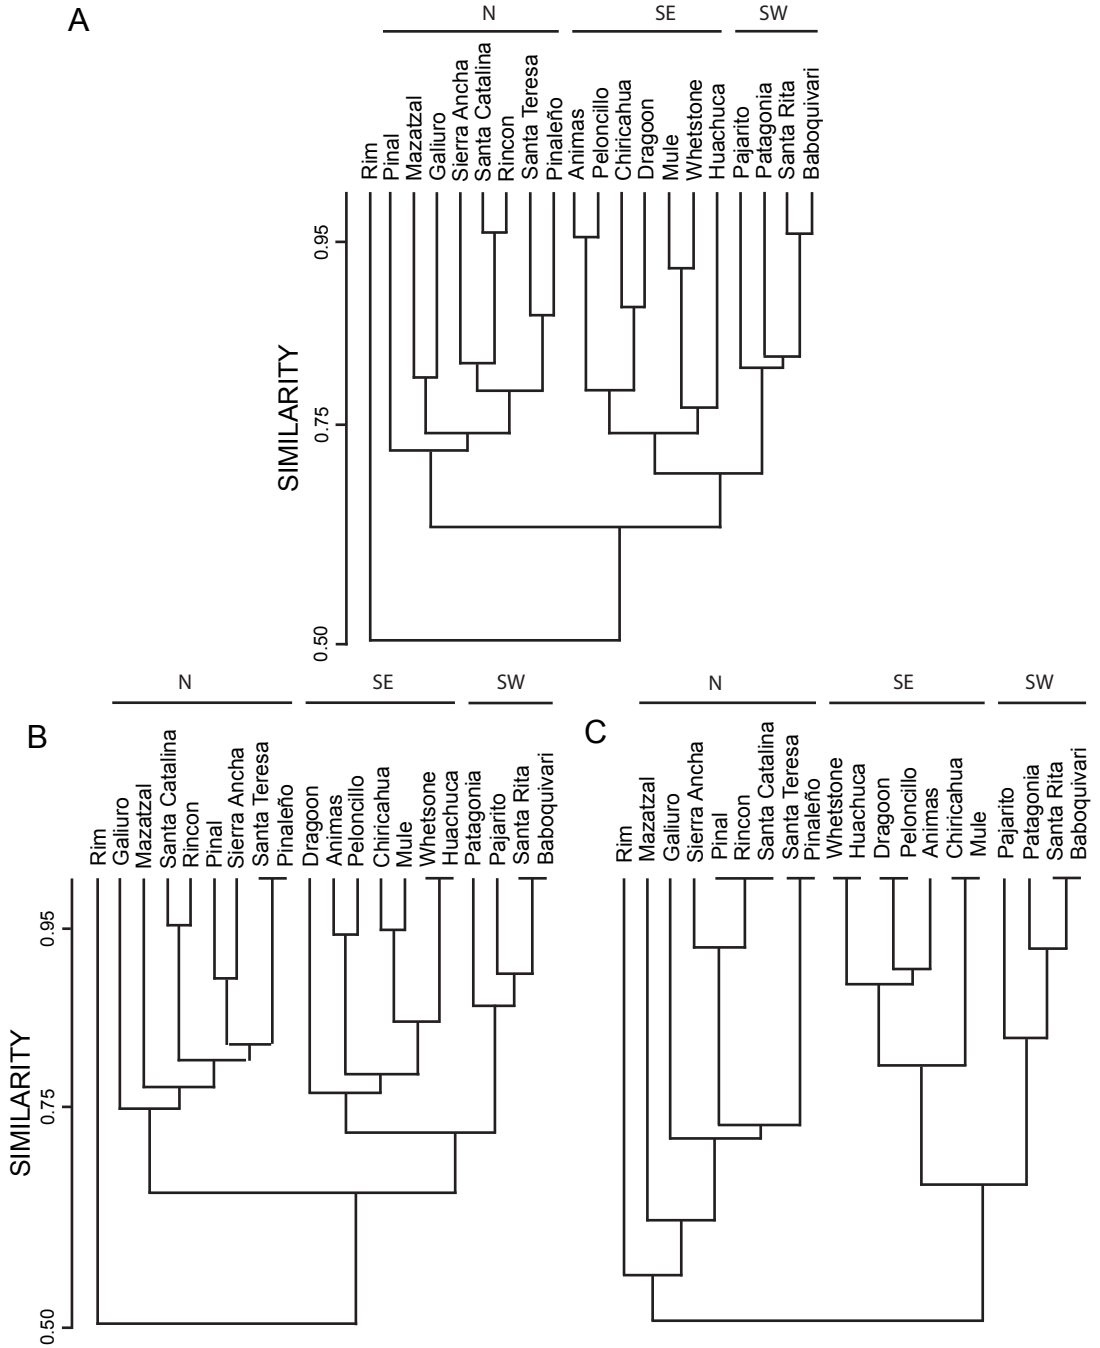 A
N
SE
SW
Rim
Pinal
Mazatzal
Galiuro
Sierra Ancha
Santa Catalina
Rincon
Santa Teresa
Pinaleño
Animas
Peloncillo
Chiricahua
Dragoon
Mule
Whetstone
Huachuca
Pajarito
Patagonia
Santa Rita
Baboquivari
SIMILARITY
0.95
0.75
0.50
B
N
SE
SW
Rim
Galiuro
Mazatzal
Santa Catalina
Rincon
Pinal
Sierra Ancha
Santa Teresa
Pinaleño
Dragoon
Animas
Peloncillo
Chiricahua
Mule
Whetsone
Huachuca
Patagonia
Pajarito
Santa Rita
Baboquivari
SIMILARITY
0.95
0.75
0.50
C
N
SE
SW
Rim
Mazatzal
Galiuro
Sierra Ancha
Pinal
Rincon
Santa Catalina
Santa Teresa
Pinaleño
Whetstone
Huachuca
Dragoon
Peloncillo
Animas
Chiricahua
Mule
Pajarito
Patagonia
Santa Rita
Baboquivari